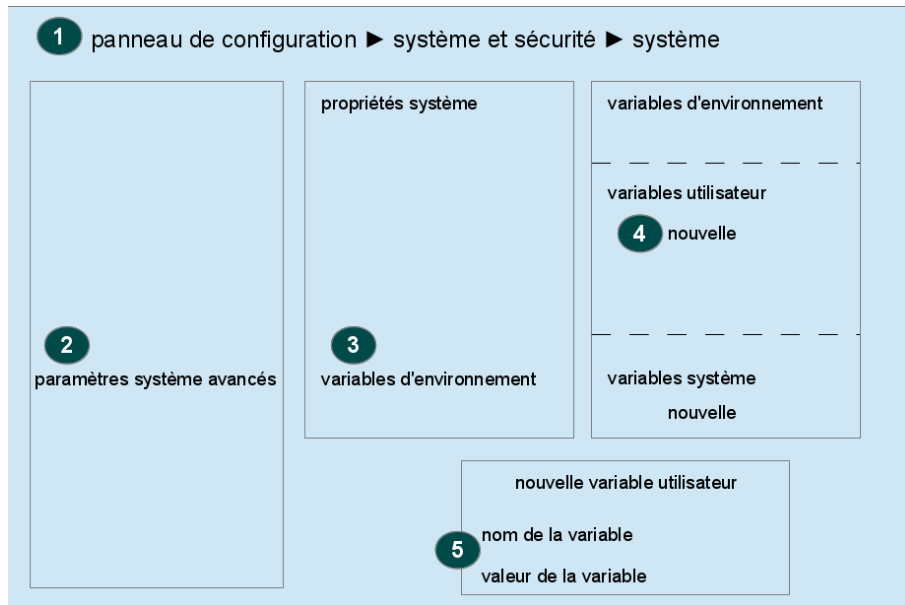 1 panneau de configuration ► système et sécurité ► système
2
paramètres système avancés
propriétés système
3
variables d'environnement
variables d'environnement
variables utilisateur
4 nouvelle
variables système
nouvelle
nouvelle variable utilisateur
5
nom de la variable
valeur de la variable